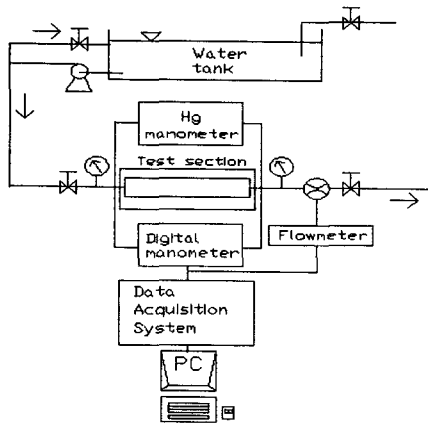 Water
tank
Hg
manometer
Test section
Digital
manometer
Flowmeter
Data
Acquisition
System
PC